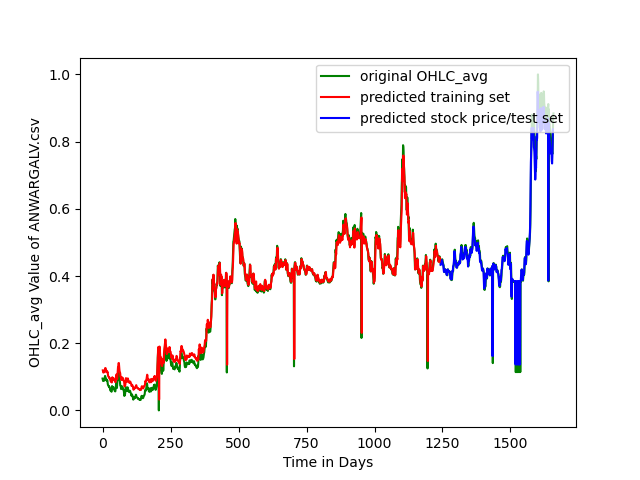 original OHLC_avg
predicted training set
predicted stock price/test set
OHLC_avg Value of ANWARGALV.csv
1.0
0.8
0.6
0.4
0.2
0.0
0 250 500 750 1000 1250 1500
Time in Days